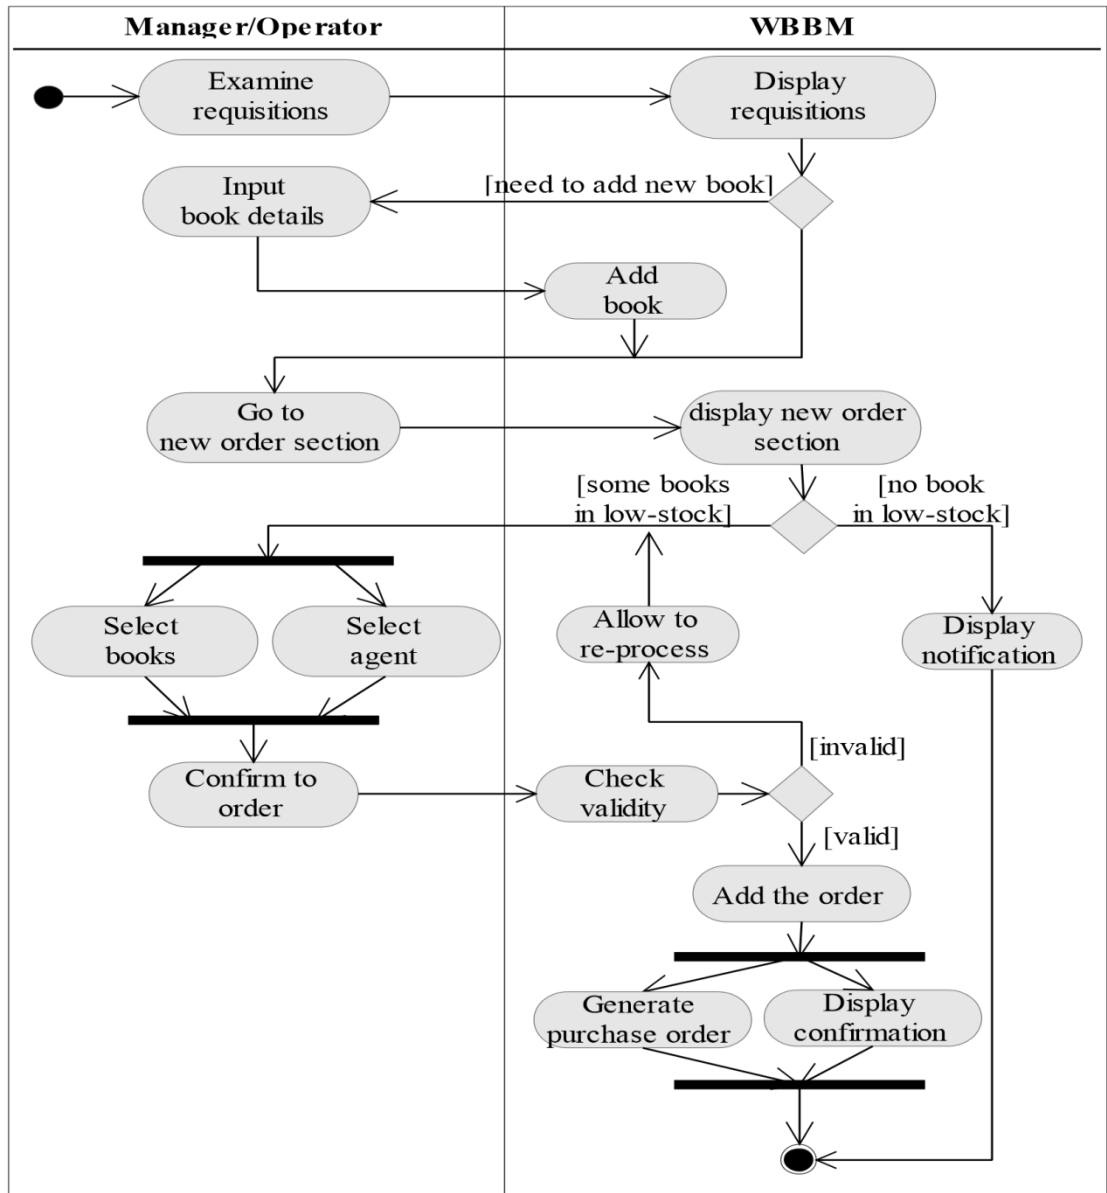 Manager/Operator
WBBM
Examine
requisitions
Display
requisitions
[need to add new book]
Input
book details
Add
book
Go to
new order section
display new order
section
[some books
in low-stock]
[no book
in low-stock]
Select
books
Select
agent
Allow to
re-process
Display
notification
[invalid]
Confirm to
order
Check
validity
[valid]
Add the order
Generate
purchase order
Display
confirmation